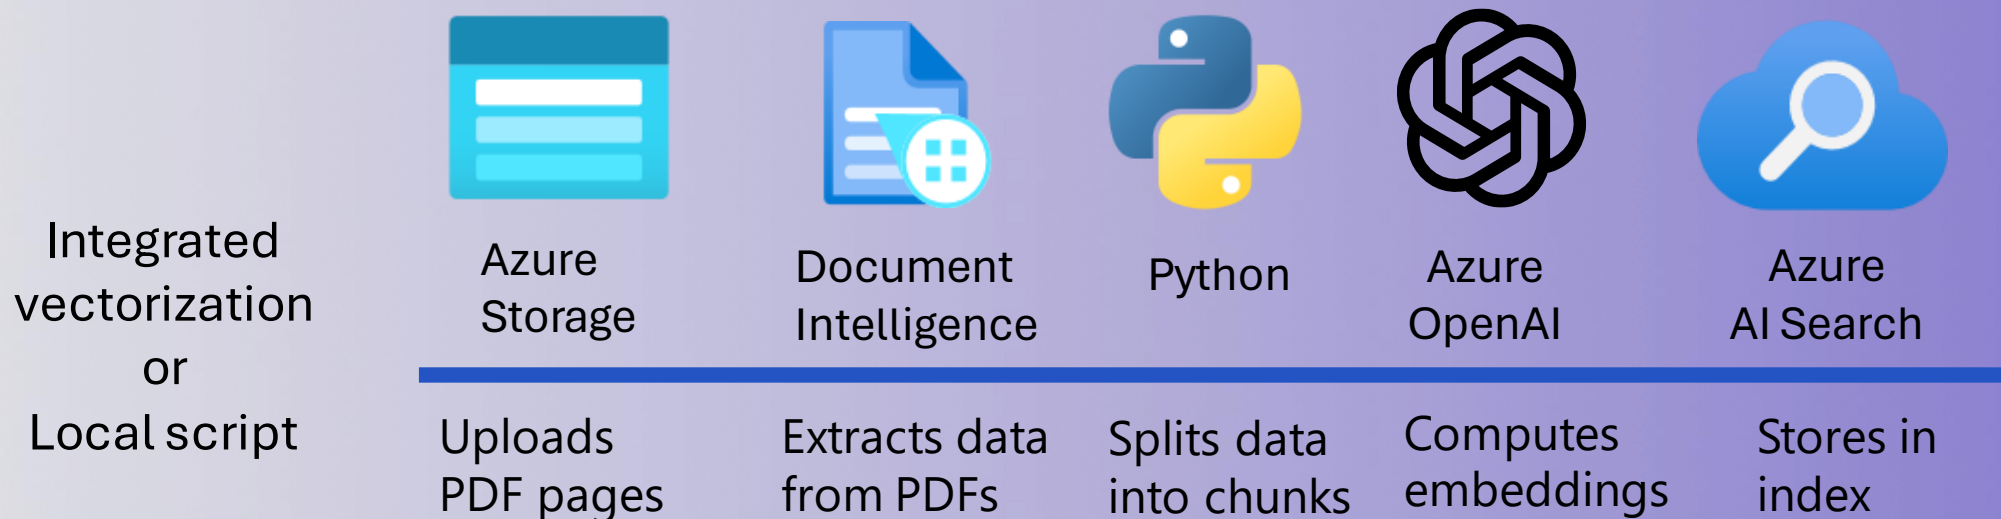 Integrated
vectorization
or
Local script
Azure
Storage
Document
Intelligence
Python
Azure
OpenAI
Azure
AI Search
Uploads
PDF pages
Extracts data
from PDFs
Splits data
into chunks
Computes
embeddings
Stores in
index